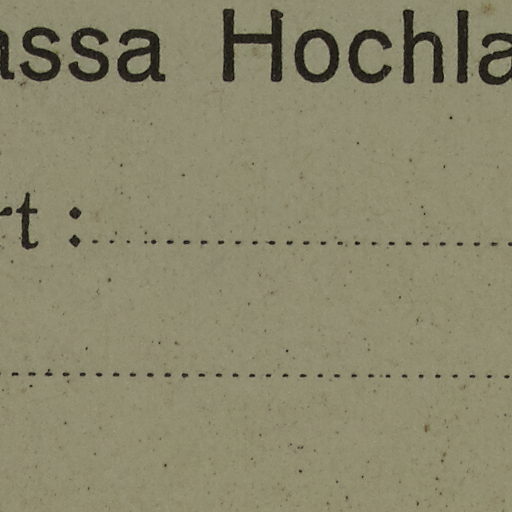 assa Hochla
rt :